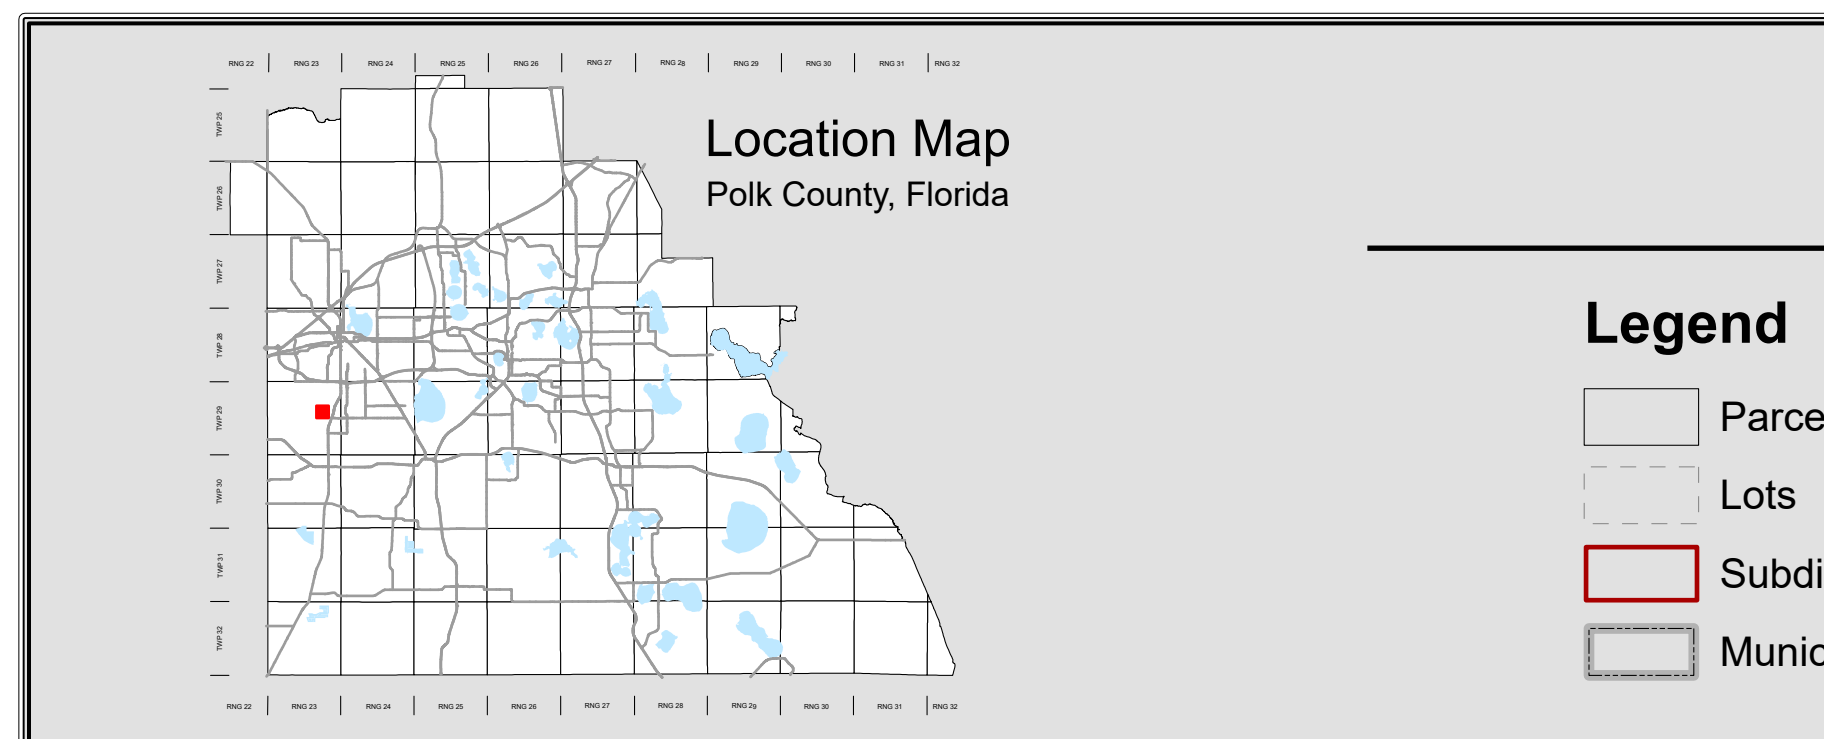 RNG 22 RNG 23 RNG 24 RNG 25 RNG 26 RNG 27 RNG 28 RNG 29 RNG 30 RNG 31 RNG 32
TWP 25
TWP 26
TWP 27
TWP 28
TWP 29
TWP 30
TWP 31
TWP 32
Location Map
Polk County, Florida
RNG 22 RNG 23 RNG 24 RNG 25 RNG 26 RNG 27 RNG 28 RNG 29 RNG 30 RNG 31 RNG 32
Legend
Parce
Lots
Subdi
Munic